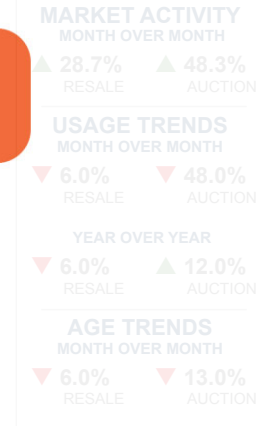 MARKET ACTIVITY
MONTH OVER MONTH
▲ 28.7% ▲ 48.3%
RESALE AUCTION
USAGE TRENDS
MONTH OVER MONTH
▼ 6.0% ▼ 48.0%
RESALE AUCTION
YEAR OVER YEAR
▼ 6.0% ▲ 12.0%
RESALE AUCTION
AGE TRENDS
MONTH OVER MONTH
▼ 6.0% ▼ 13.0%
RESALE AUCTION